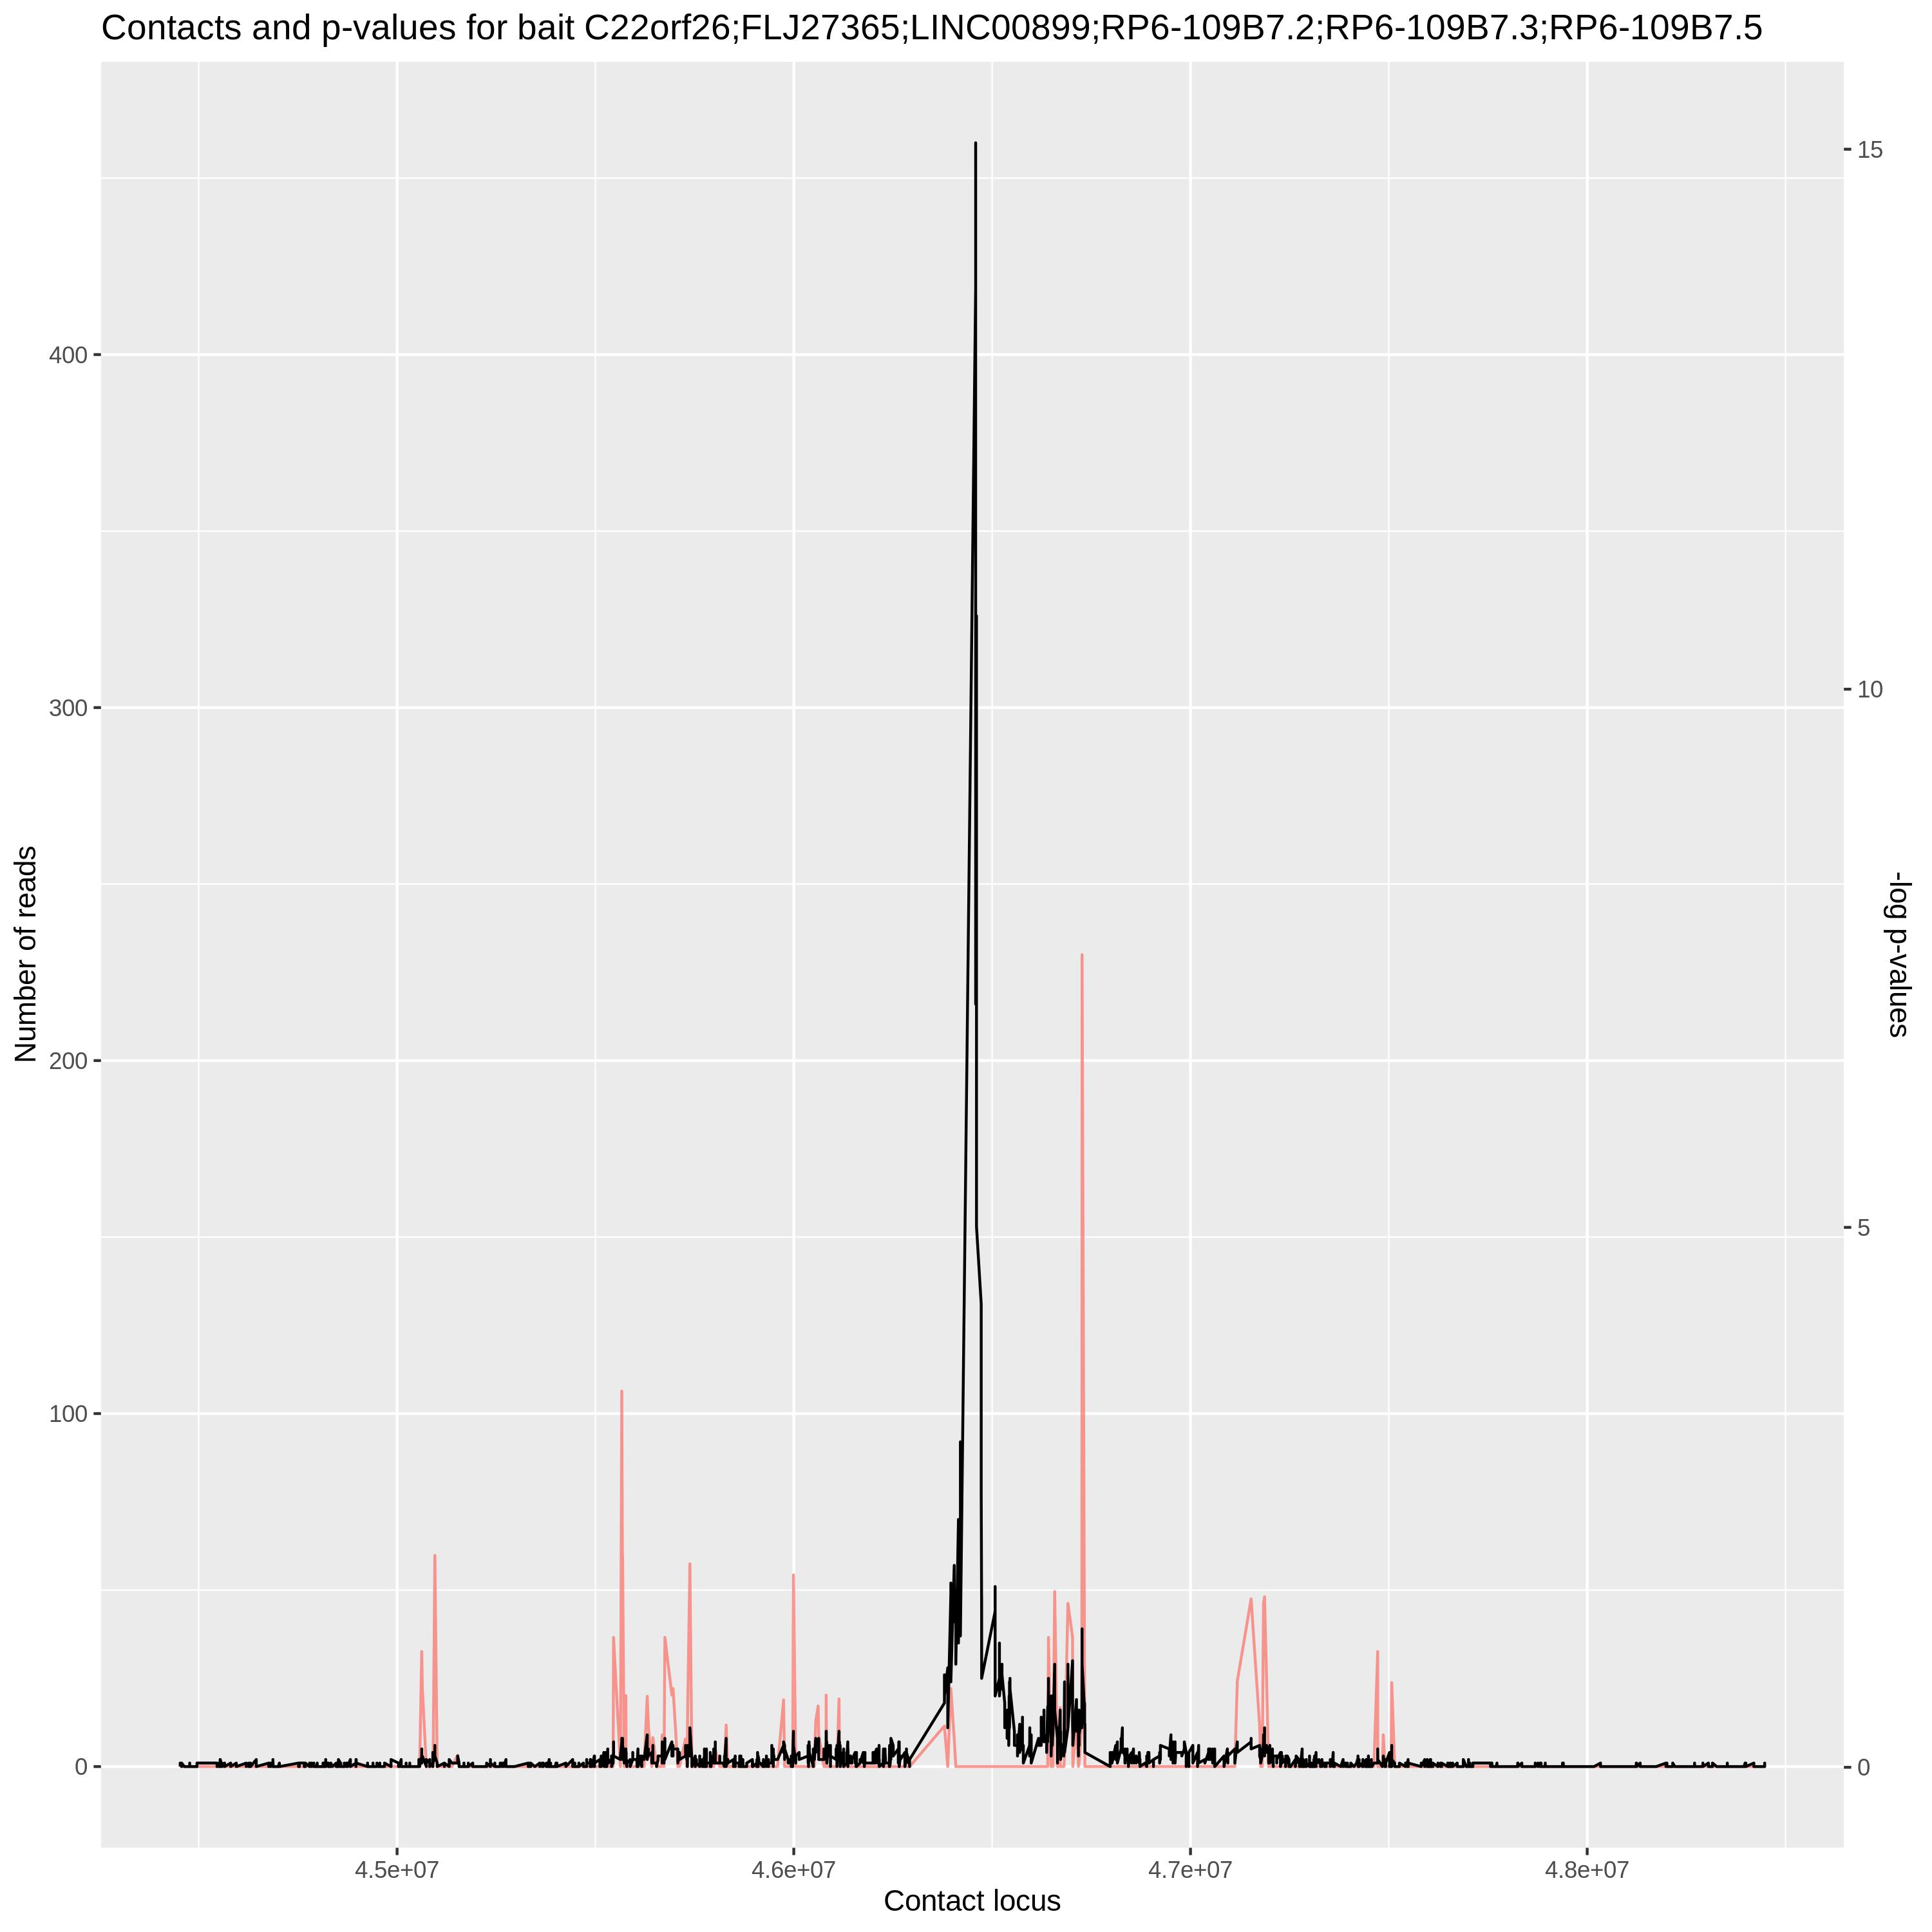 Contacts and p-values for bait C22orf26;FLJ27365;LINC00899;RP6-109B7.2;RP6-109B7.3;RP6-109B7.5
15
400
10
300
Number of reads
-log p-values
200
5
100
0
0
4.5e+07
4.6e+07
4.7e+07
4.8e+07
Contact locus